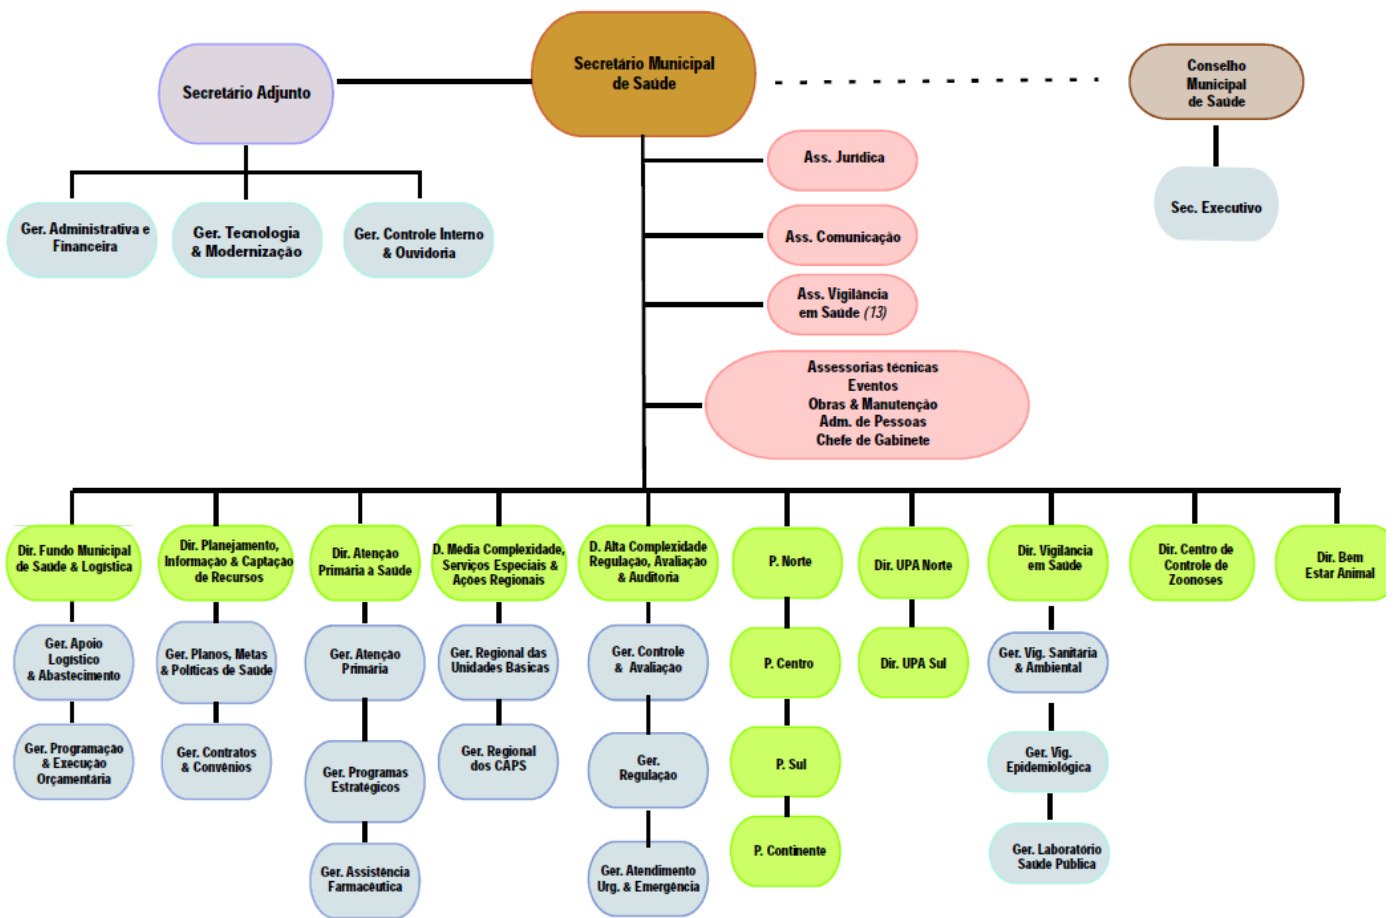 Secretário Municipal
de Saúde
Secretário Adjunto
Conselho
Municipal
de Saúde
Ass. Jurídica
Sec. Executivo
Ger. Administrativa e
Financeira
Ger. Tecnologia
& Modernização
Ger. Controle Interno
& Ouvidoria
Ass. Comunicação
Ass. Vigilância
em Saúde (13)
Assessorias técnicas
Eventos
Obras & Manutenção
Adm. de Pessoas
Chefe de Gabinete
Dir. Fundo Municipal
de Saúde & Logística
Dir. Planejamento,
Informação & Captação
de Recursos
Dir. Atenção
Primária à Saúde
D. Média Complexidade,
Serviços Especiais &
Ações Regionais
D. Alta Complexidade
Regulação, Avaliação
& Auditoria
P. Norte
Dir. UPA Norte
Dir. Vigilância
em Saúde
Dir. Centro de
Controle de
Zoonoses
Dir. Bem
Estar Animal
Ger. Apoio
Logístico
& Abastecimento
Ger. Planos, Metas
& Políticas de Saúde
Ger. Atenção
Primária
Ger. Regional das
Unidades Básicas
Ger. Controle
& Avaliação
P. Centro
Dir. UPA Sul
Ger. Vig. Sanitária
& Ambiental
Ger. Programação
& Execução
Orçamentária
Ger. Contratos
& Convênios
Ger. Programas
Estratégicos
Ger. Regional
dos CAPS
Ger.
Regulação
P. Sul
Ger. Vig.
Epidemiológica
Ger. Assistência
Farmacêutica
Ger. Atendimento
Urg. & Emergência
P. Continente
Ger. Laboratório
Saúde Pública